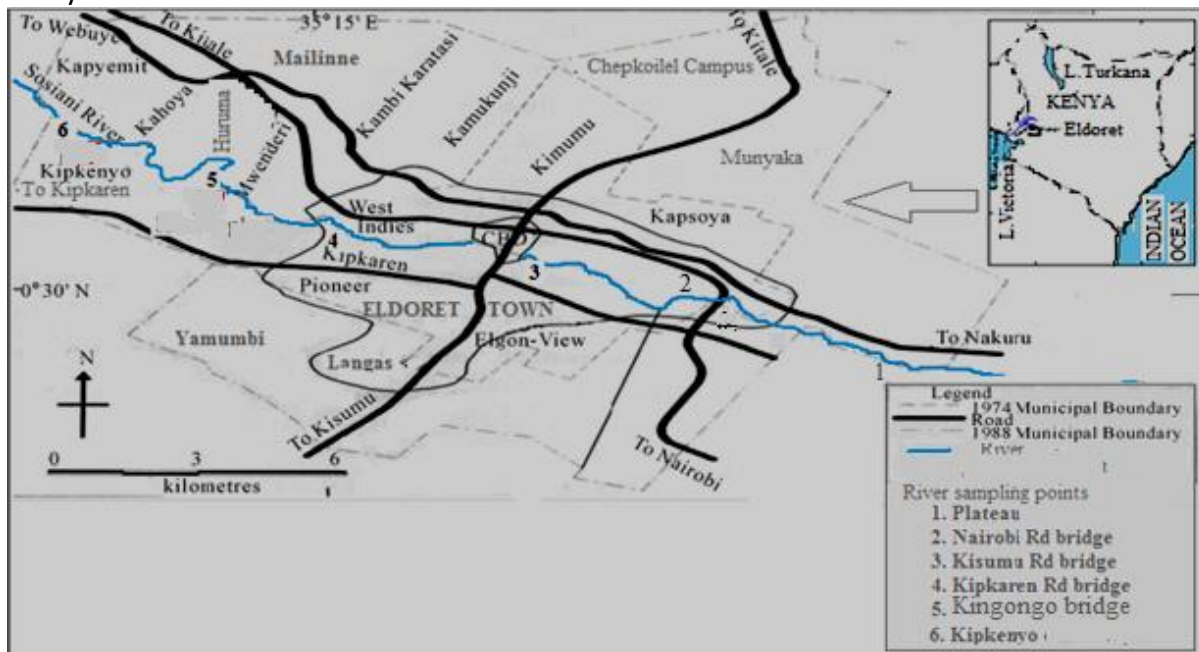 35° 15' E
To Webuye
To Kitale
Kapyemit
Mailinne
Kambi Karatasi
Kamukunji
Chepkoilel Campus
To Kitale
Sosiani River
Kahoya
Huruma
Mwenderi
Kimumu
Munyaka
6
Kipkenyo
To Kipkaren
5
West
Indies
Kapsoya
4
CBD
3
2
Kipkaren
0° 30' N
Pioneer
ELDORET TOWN
Yamumbi
Elgon-View
Langas
To Nakuru
1
N
To Kisumu
To Nairobi
0 3 6
kilometres
L.Turkana
KENYA
Eldoret
L.Victoria
INDIAN
OCEAN
Legend
1974 Municipal Boundary
Road
1988 Municipal Boundary
River
River sampling points
1. Plateau
2. Nairobi Rd bridge
3. Kisumu Rd bridge
4. Kipkaren Rd bridge
5. Kingongo bridge
6. Kipkenyo